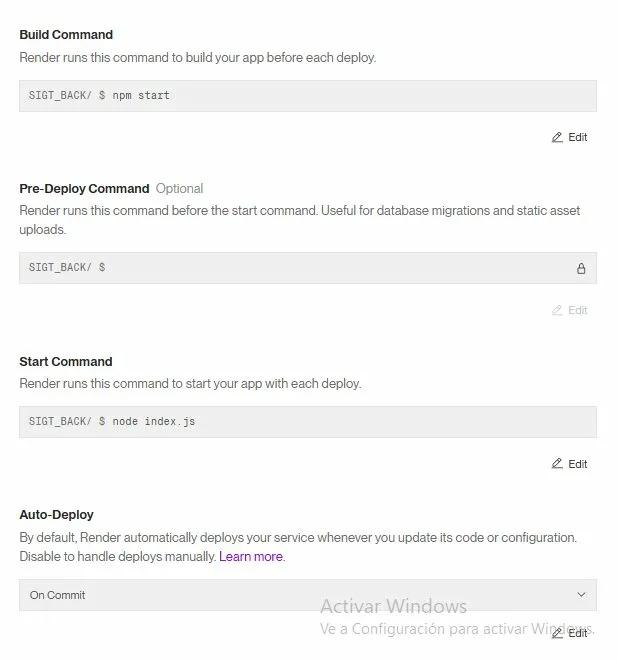 Build Command
Render runs this command to build your app before each deploy.
SIGT_BACK/ $ npm start
Edit
Pre-Deploy Command Optional
Render runs this command before the start command. Useful for database migrations and static asset
uploads.
SIGT_BACK/ $
Edit
Start Command
Render runs this command to start your app with each deploy.
SIGT_BACK/ $ node index.js
Edit
Auto-Deploy
By default, Render automatically deploys your service whenever you update its code or configuration.
Disable to handle deploys manually. Learn more.
On Commit
Activar Windows
Ve a Configuración para activar Windows.
Edit